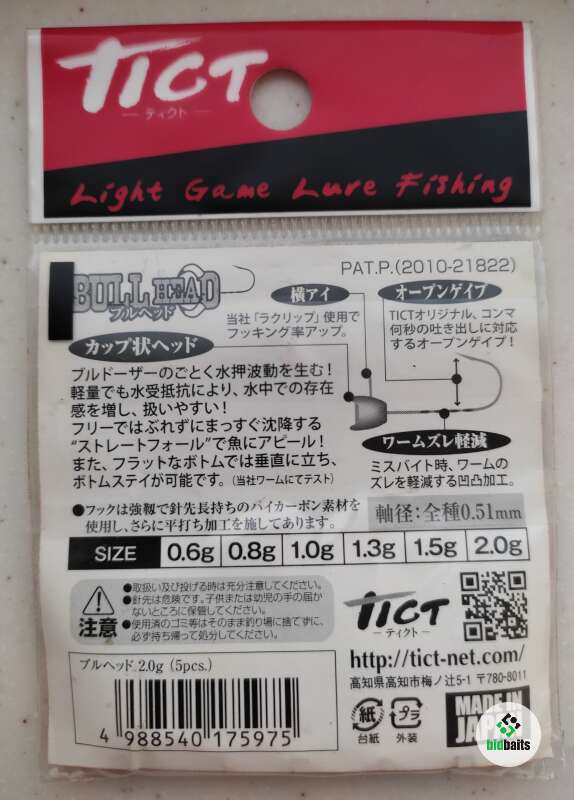 TICT
ティクト
Light Game Lure Fishing
BULL HEAD
ブルヘッド
PAT.P.(2010-21822)
横アイ
当社「ラクリップ」使用で
フッキング率アップ。
オープンゲイプ
TICTオリジナル、コンマ
何秒の吐き出しに対応
するオープンゲイプ!
カップ状ヘッド
ブルドーザーのごとく水押波動を生む!
軽量でも水受抵抗により、水中での存在
感を増し、扱いやすい!
フリーではぶれずにまっすぐ沈降する
“ストレートフォール”で魚にアピール!
また、フラットなボトムでは垂直に立ち、
ボトムステイが可能です。(当社ワームにてテスト)
ワームズレ軽減
ミスバイト時、ワームの
ズレを軽減する凹凸加工。
●フックは強靭で針先長持ちのハイカーボン素材を
使用し、さらに平打ち加工を施してあります。
軸径:全種0.51mm
SIZE 0.6g 0.8g 1.0g 1.3g 1.5g 2.0g
注意
●取扱い及び投げる時は充分注意してください。
●針先は危険です。子供または幼児の手の届か
ないところに保管してください。
●使用済のゴミ等はそのまま釣り場に捨てずに、
必ず持ち帰って処分してください。
TICT
ティクト
http://tict-net.com/
高知県高知市梅ノ辻5-1 〒780-8011
ブルヘッド 2.0g (5pcs.)
4 988540 175975
紙
台紙
プラ
外装
MADE IN
JAPAN
bidbaits